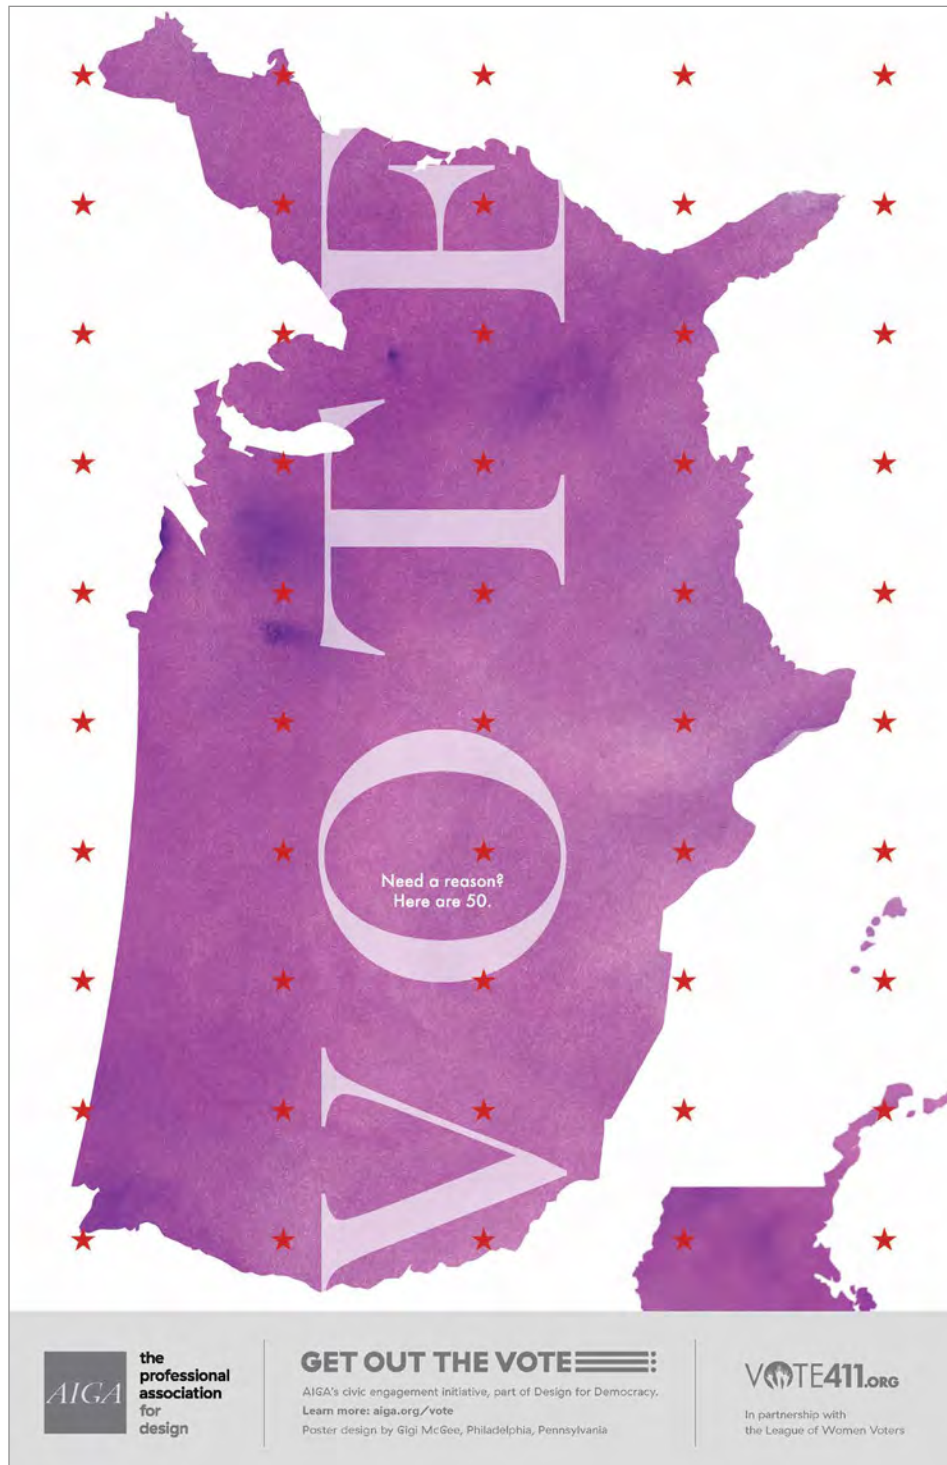 VOTE
Need a reason?
Here are 50.
AIGA
the
professional
association
for
design
GET OUT THE VOTE
AIGA's civic engagement initiative, part of Design for Democracy.
Learn more: aiga.org/vote
Poster design by Gigi McGee, Philadelphia, Pennsylvania
VOTE411.ORG
In partnership with
the League of Women Voters